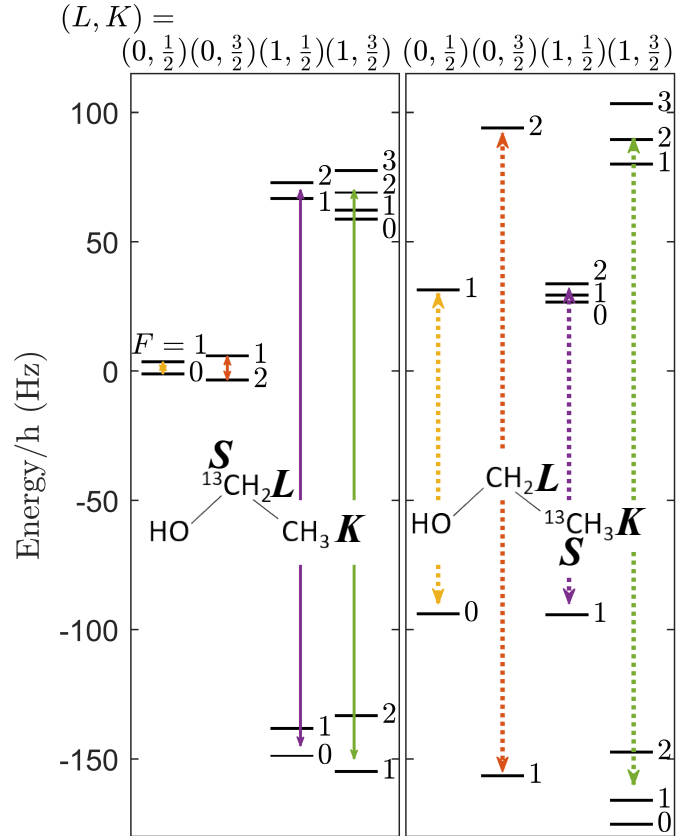 (L, K) =
(0, 1/2)(0, 3/2)(1, 1/2)(1, 3/2) (0, 1/2)(0, 3/2)(1, 1/2)(1, 3/2)
Energy/h (Hz)
100
50
0
-50
-100
-150
2
1
3
2
1
0
F = 1
0
1
2
S
¹³CH₂L
HO
CH₃ K
1
0
2
1
3
2
1
2
1
2
1
0
CH₂L
HO
¹³CH₃K
S
0
1
1
2
1
0